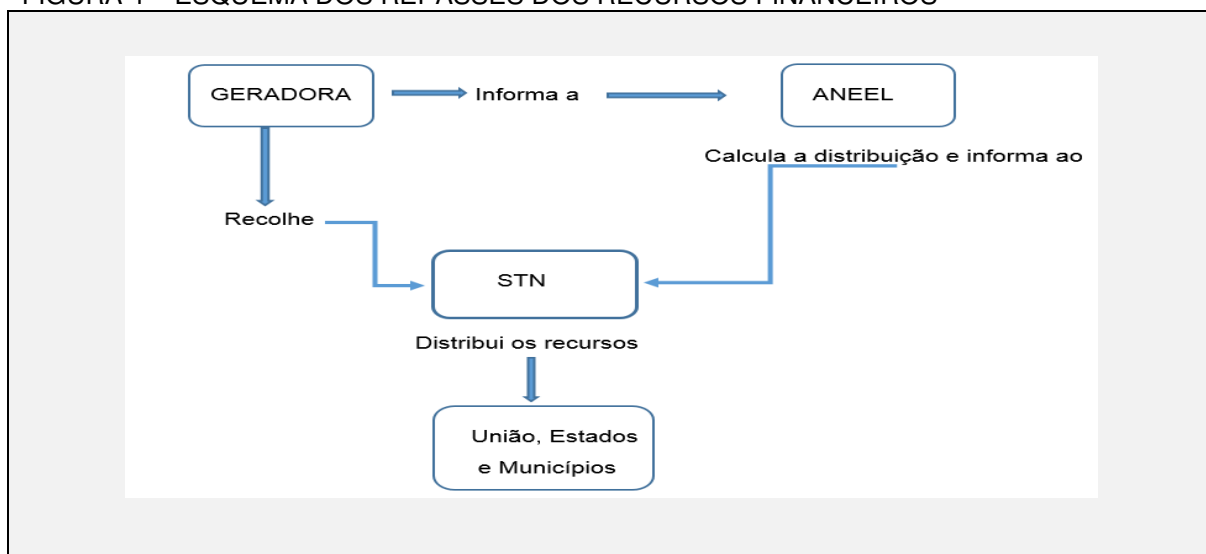 FIGURA 1 – ESQUEMA DOS REPASSES DOS RECURSOS FINANCEIROS
GERADORA
Informa a
ANEEL
Calcula a distribuição e informa ao
Recolhe
STN
Distribui os recursos
União, Estados
e Municípios